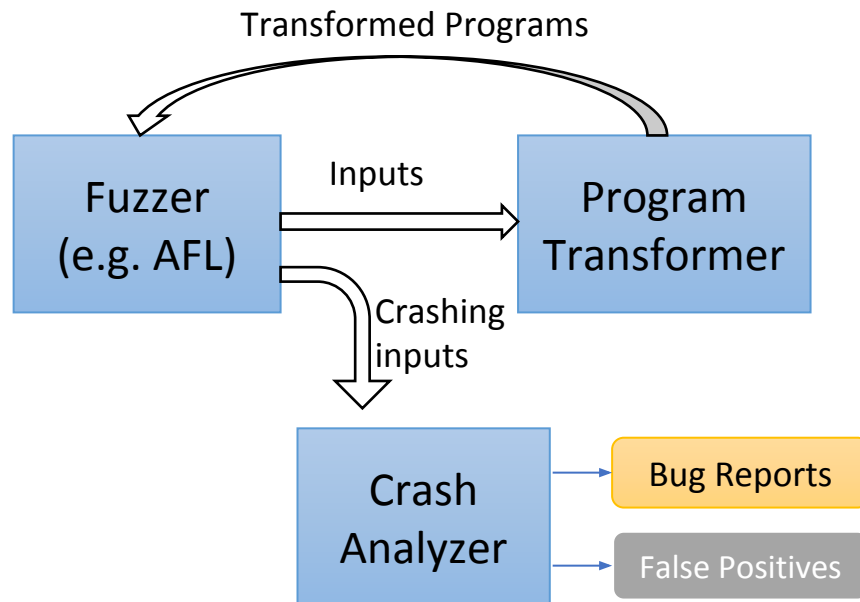 Transformed Programs
Fuzzer
(e.g. AFL)
Inputs
Program
Transformer
Crashing
inputs
Crash
Analyzer
Bug Reports
False Positives